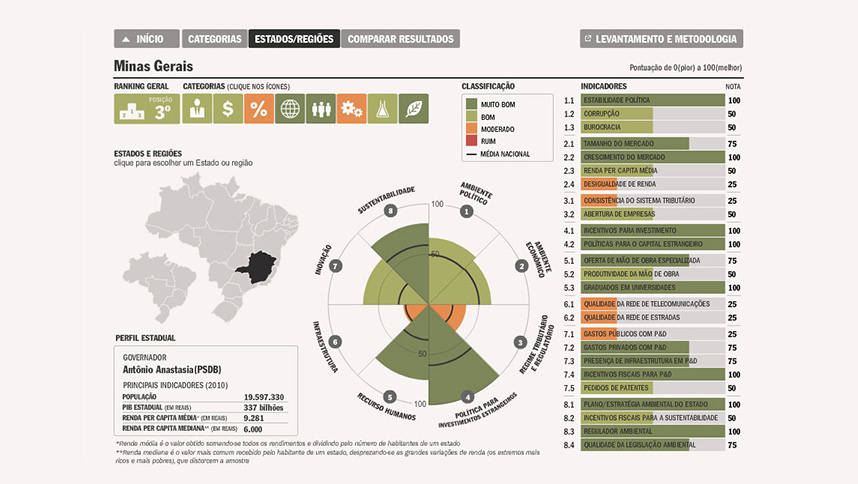 INÍCIO
CATEGORIAS
ESTADOS/REGIÕES
COMPARAR RESULTADOS
LEVANTAMENTO E METODOLOGIA
Minas Gerais
Pontuação de 0(pior) a 100(melhor)
RANKING GERAL
CATEGORIAS (CLIQUE NOS ÍCONES)
POSIÇÃO
3º
$
%
ESTADOS E REGIÕES
clique para escolher um Estado ou região
CLASSIFICAÇÃO
MUITO BOM
BOM
MODERADO
RUIM
MÉDIA NACIONAL
SUSTENTABILIDADE
8
AMBIENTE
POLÍTICO
1
100
50
INOVAÇÃO
7
AMBIENTE
ECONÔMICO
2
INFRAESTRUTURA
6
REGIME TRIBUTÁRIO
E REGULATÓRIO
3
RECURSO HUMANOS
5
POLÍTICA PARA
INVESTIMENTOS ESTRANGEIROS
4
50
100
PERFIL ESTADUAL
GOVERNADOR
Antônio Anastasia(PSDB)
PRINCIPAIS INDICADORES (2010)
POPULAÇÃO 19.597.330
PIB ESTADUAL (EM REAIS) 337 bilhões
RENDA PER CAPITA MÉDIA* (EM REAIS) 9.281
RENDA PER CAPITA MEDIANA** (EM REAIS) 6.000
*Renda média é o valor obtido somando-se todos os rendimentos e dividindo pelo número de habitantes de um estado
**Renda mediana é o valor mais comum recebido pelo habitante de um estado, desprezando-se as grandes variações de renda (os extremos mais
ricos e mais pobres), que distorcem a amostre
INDICADORES NOTA
1.1 ESTABILIDADE POLÍTICA 100
1.2 CORRUPÇÃO 50
1.3 BUROCRACIA 50
2.1 TAMANHO DO MERCADO 75
2.2 CRESCIMENTO DO MERCADO 100
2.3 RENDA PER CAPITA MÉDIA 50
2.4 DESIGUALDADE DE RENDA 25
3.1 CONSISTÊNCIA DO SISTEMA TRIBUTÁRIO 25
3.2 ABERTURA DE EMPRESAS 50
4.1 INCENTIVOS PARA INVESTIMENTO 100
4.2 POLÍTICAS PARA O CAPITAL ESTRANGEIRO 100
5.1 OFERTA DE MÃO DE OBRA ESPECIALIZADA 75
5.2 PRODUTIVIDADE DA MÃO DE OBRA 50
5.3 GRADUADOS EM UNIVERSIDADES 100
6.1 QUALIDADE DA REDE DE TELECOMUNICAÇÕES 25
6.2 QUALIDADE DA REDE DE ESTRADAS 25
7.1 GASTOS PÚBLICOS COM P&D 25
7.2 GASTOS PRIVADOS COM P&D 75
7.3 PRESENÇA DE INFRAESTRUTURA EM P&D 75
7.4 INCENTIVOS FISCAIS PARA P&D 100
7.5 PEDIDOS DE PATENTES 50
8.1 PLANO/ESTRATÉGIA AMBIENTAL DO ESTADO 100
8.2 INCENTIVOS FISCAIS PARA A SUSTENTABILIDADE 50
8.3 REGULADOR AMBIENTAL 100
8.4 QUALIDADE DA LEGISLAÇÃO AMBIENTAL 75